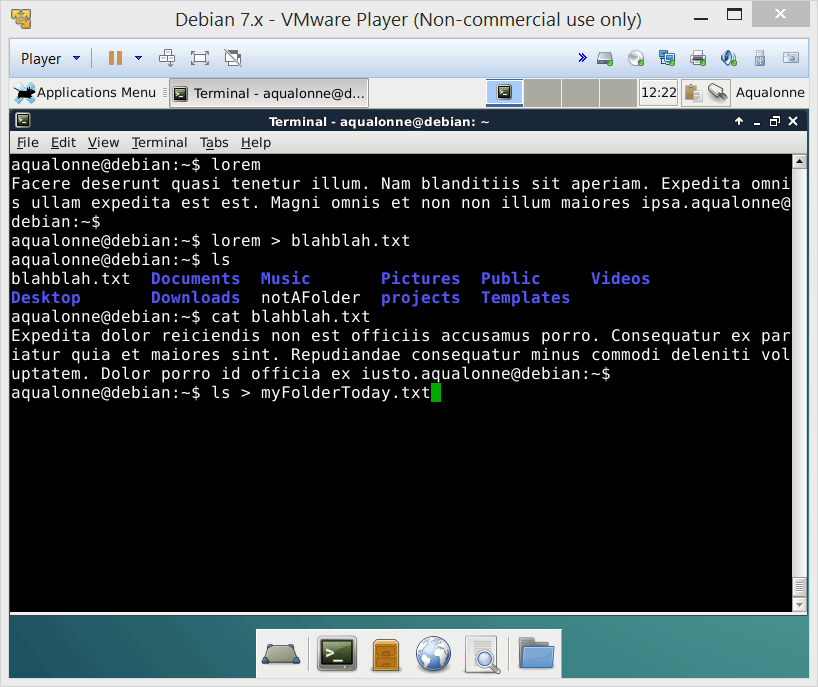 Debian 7.x - VMware Player (Non-commercial use only)
Player
Applications Menu
Terminal - aqualonne@d...
12:22
Aqualonne
Terminal - aqualonne@debian: ~
File Edit View Terminal Tabs Help
aqualonne@debian:~$ lorem
Facere deserunt quasi tenetur illum. Nam blanditiis sit aperiam. Expedita omni
s ullam expedita est est. Magni omnis et non non illum maiores ipsa.aqualonne@
debian:~$
aqualonne@debian:~$ lorem > blahblah.txt
aqualonne@debian:~$ ls
blahblah.txt Documents Music Pictures Public Videos
Desktop Downloads notAFolder projects Templates
aqualonne@debian:~$ cat blahblah.txt
Expedita dolor reiciendis non est officiis accusamus porro. Consequatur ex par
iatur quia et maiores sint. Repudiandae consequatur minus commodi deleniti vol
uptatem. Dolor porro id officia ex iusto.aqualonne@debian:~$
aqualonne@debian:~$ ls > myFolderToday.txt